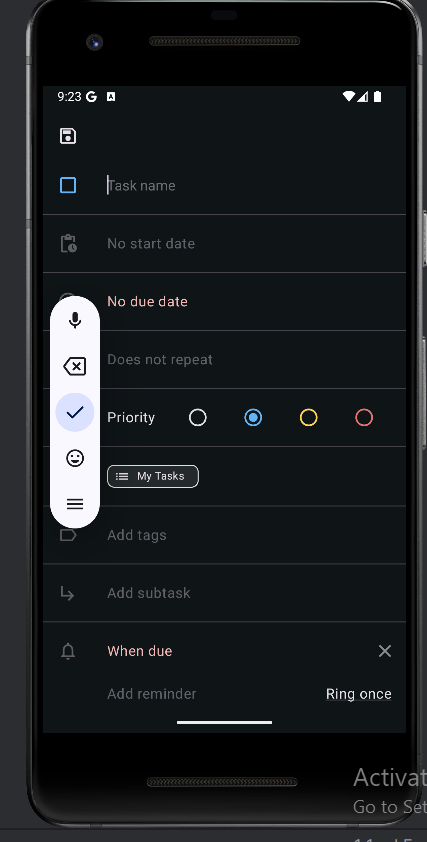 9:23 G A
Task name
No start date
No due date
Does not repeat
Priority
My Tasks
Add tags
Add subtask
When due
Add reminder Ring once
Activat
Go to Set